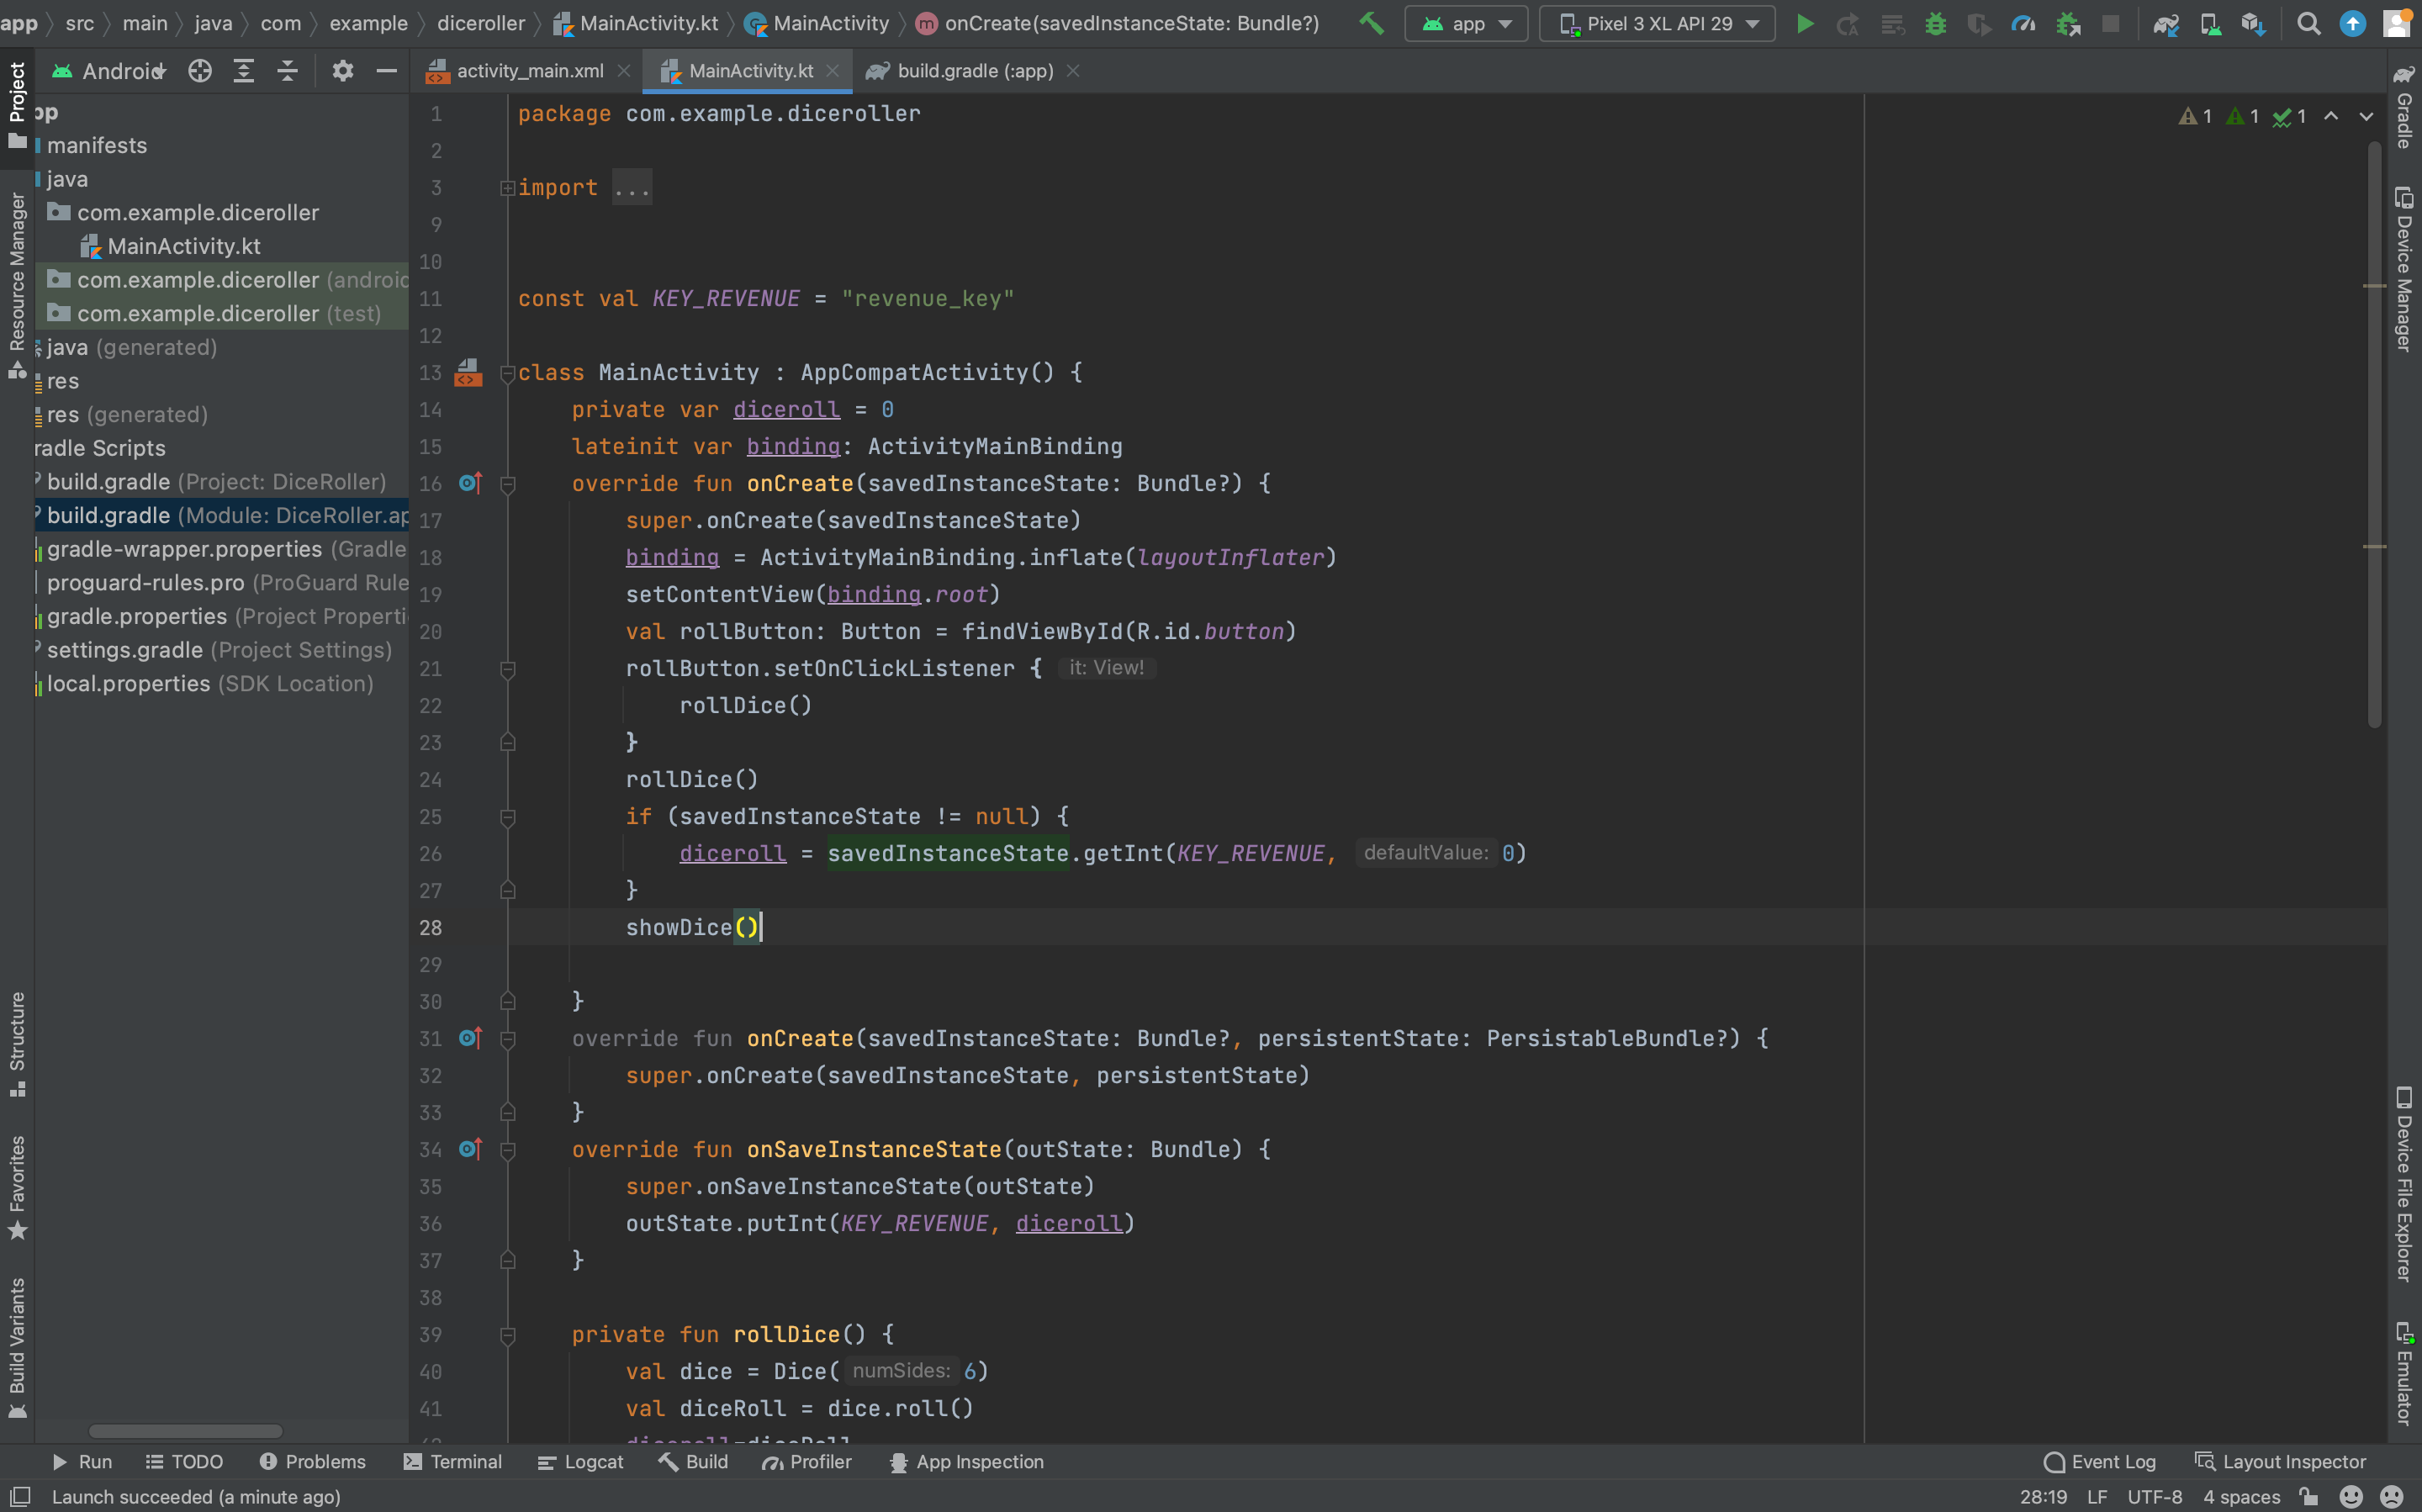 app src main java com example diceroller MainActivity.kt MainActivity onCreate(savedInstanceState: Bundle?) app Pixel 3 XL API 29
Project
Android
activity_main.xml MainActivity.kt build.gradle (:app)
pp
manifests
java
com.example.diceroller
MainActivity.kt
com.example.diceroller (android
com.example.diceroller (test)
java (generated)
res
res (generated)
radle Scripts
build.gradle (Project: DiceRoller)
build.gradle (Module: DiceRoller.ap
gradle-wrapper.properties (Gradle
proguard-rules.pro (ProGuard Rule
gradle.properties (Project Properti
settings.gradle (Project Settings)
local.properties (SDK Location)
Resource Manager
Structure
Favorites
Build Variants
1 package com.example.diceroller
2
3 import ...
9
10
11 const val KEY_REVENUE = "revenue_key"
12
13 class MainActivity : AppCompatActivity() {
14 private var diceroll = 0
15 lateinit var binding: ActivityMainBinding
16 override fun onCreate(savedInstanceState: Bundle?) {
17 super.onCreate(savedInstanceState)
18 binding = ActivityMainBinding.inflate(layoutInflater)
19 setContentView(binding.root)
20 val rollButton: Button = findViewById(R.id.button)
21 rollButton.setOnClickListener { it: View!
22 rollDice()
23 }
24 rollDice()
25 if (savedInstanceState != null) {
26 diceroll = savedInstanceState.getInt(KEY_REVENUE, defaultValue: 0)
27 }
28 showDice()
29
30 }
31 override fun onCreate(savedInstanceState: Bundle?, persistentState: PersistableBundle?) {
32 super.onCreate(savedInstanceState, persistentState)
33 }
34 override fun onSaveInstanceState(outState: Bundle) {
35 super.onSaveInstanceState(outState)
36 outState.putInt(KEY_REVENUE, diceroll)
37 }
38
39 private fun rollDice() {
40 val dice = Dice( numSides: 6)
41 val diceRoll = dice.roll()
1 1 1
Gradle
Device Manager
Device File Explorer
Emulator
Run TODO Problems Terminal Logcat Build Profiler App Inspection Event Log Layout Inspector
Launch succeeded (a minute ago) 28:19 LF UTF-8 4 spaces